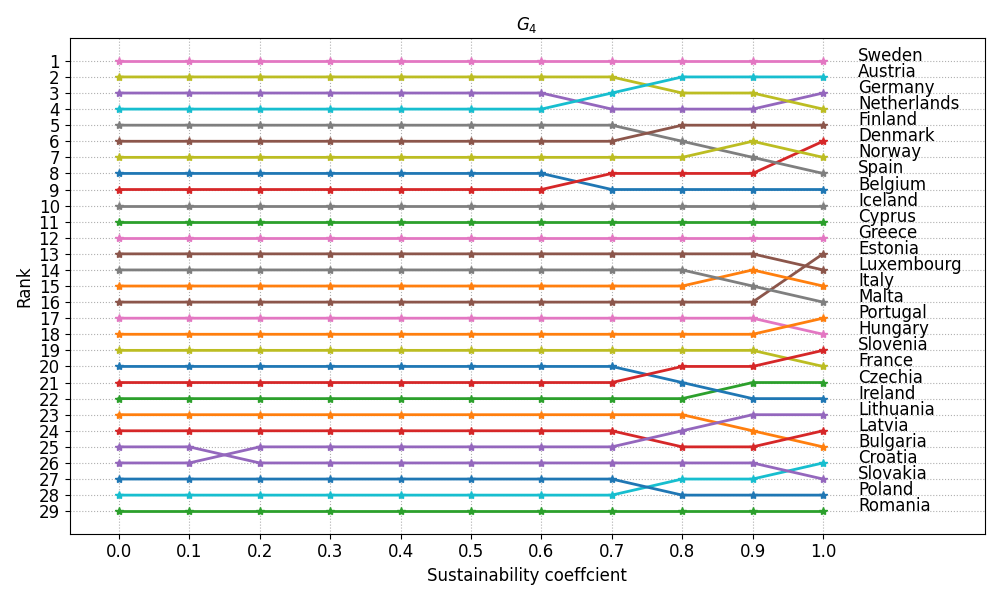 G4
Rank
1
2
3
4
5
6
7
8
9
10
11
12
13
14
15
16
17
18
19
20
21
22
23
24
25
26
27
28
29
Sweden
Austria
Germany
Netherlands
Finland
Denmark
Norway
Spain
Belgium
Iceland
Cyprus
Greece
Estonia
Luxembourg
Italy
Malta
Portugal
Hungary
Slovenia
France
Czechia
Ireland
Lithuania
Latvia
Bulgaria
Croatia
Slovakia
Poland
Romania
0.0 0.1 0.2 0.3 0.4 0.5 0.6 0.7 0.8 0.9 1.0
Sustainability coeffcient